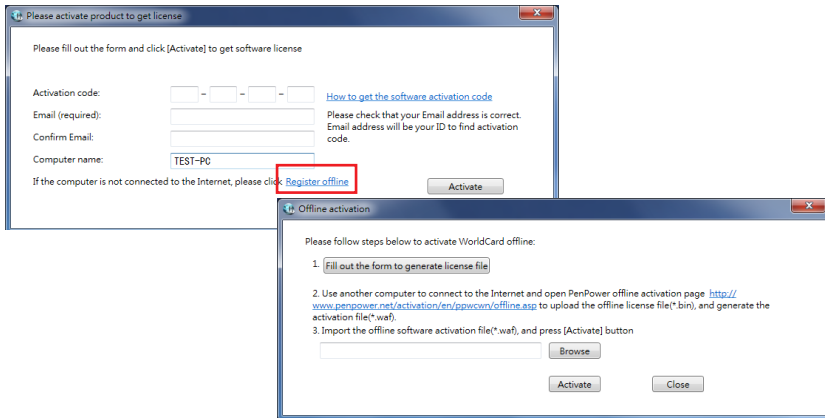 Please activate product to get license
Please fill out the form and click [Activate] to get software license
Activation code:
– – –
How to get the software activation code
Email (required):
Please check that your Email address is correct.
Email address will be your ID to find activation
code.
Confirm Email:
Computer name:
TEST-PC
If the computer is not connected to the Internet, please click Register offline
Activate
Offline activation
Please follow steps below to activate WorldCard offline:
1. Fill out the form to generate license file
2. Use another computer to connect to the Internet and open PenPower offline activation page http://
www.penpower.net/activation/en/ppwcwn/offline.asp to upload the offline license file(*.bin), and generate the
activation file(*.waf).
3. Import the offline software activation file(*.waf), and press [Activate] button
Browse
Activate
Close